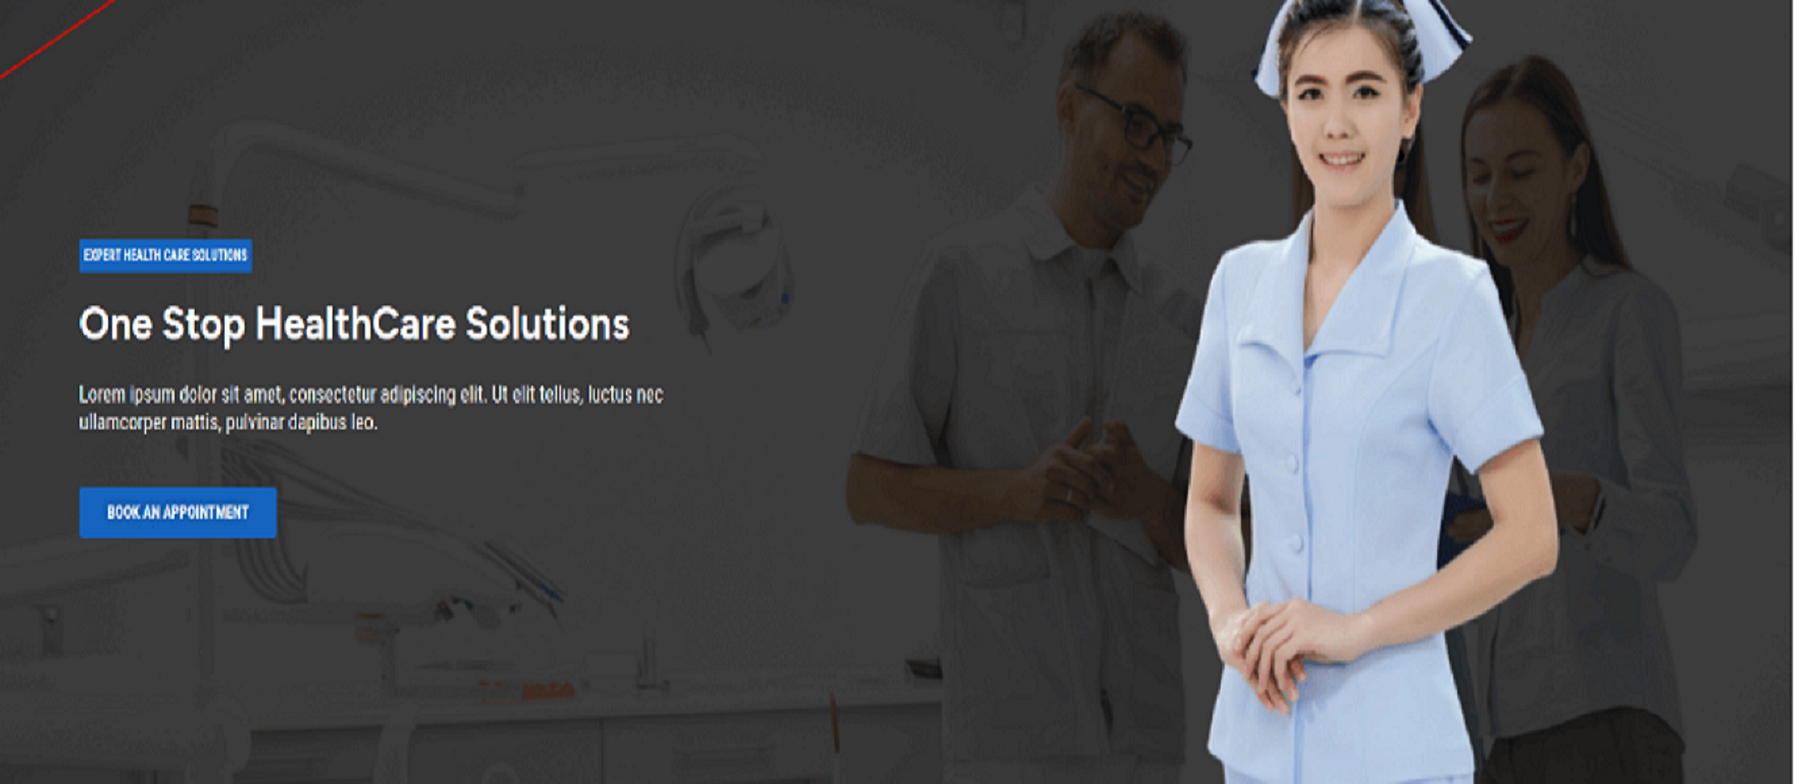 EXPERT HEALTH CARE SOLUTIONS
One Stop HealthCare Solutions
Lorem ipsum dolor sit amet, consectetur adipiscing elit. Ut elit tellus, luctus nec
ullamcorper mattis, pulvinar dapibus leo.
BOOK AN APPOINTMENT